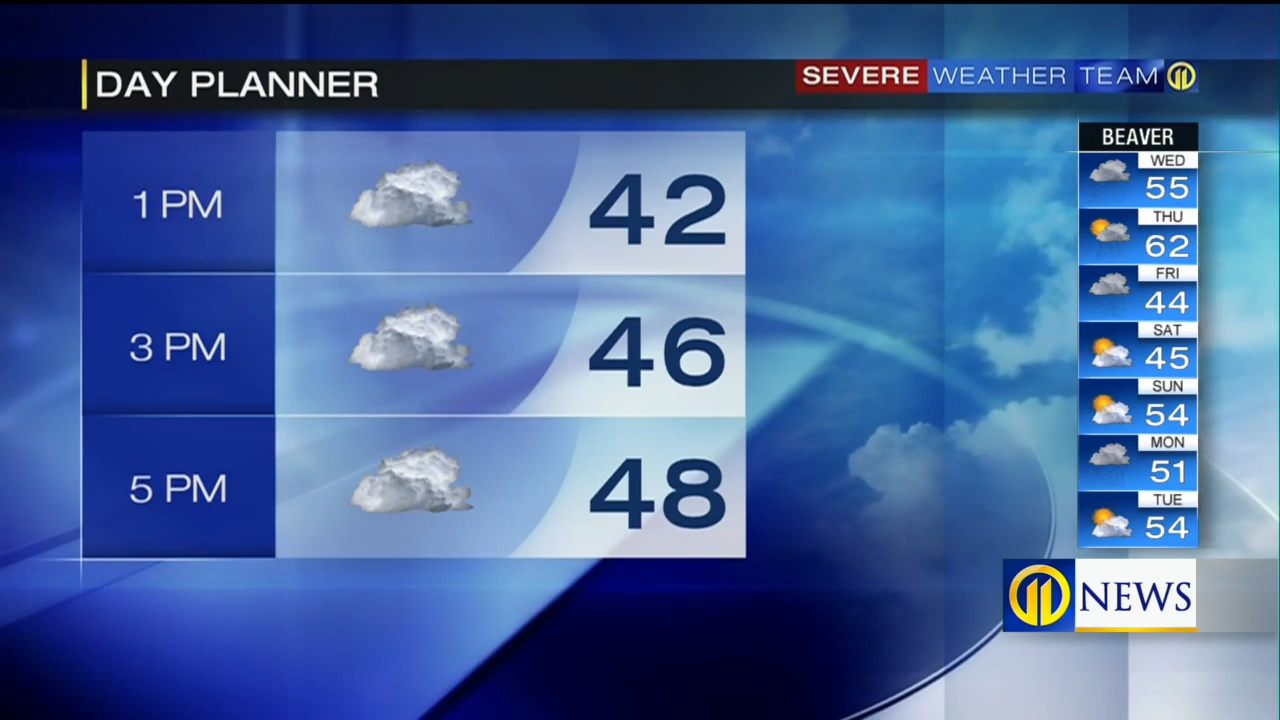 DAY PLANNER
SEVERE WEATHER TEAM 11
1 PM 42
3 PM 46
5 PM 48
BEAVER
WED
55
THU
62
FRI
44
SAT
45
SUN
54
MON
51
TUE
54
11 NEWS